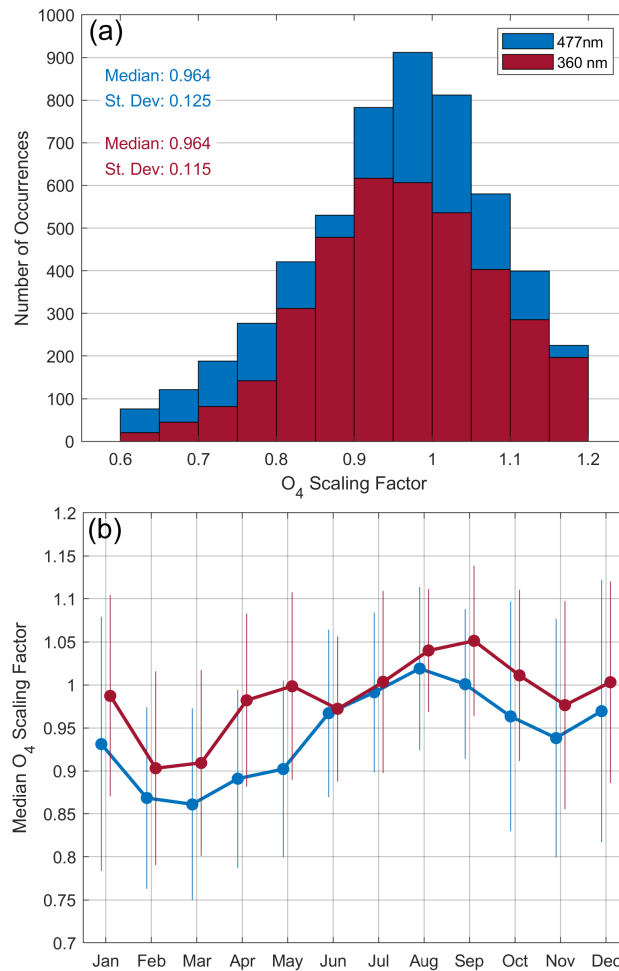 (a)
477nm
360 nm
Median: 0.964
St. Dev: 0.125
Median: 0.964
St. Dev: 0.115
Number of Occurrences
1000
900
800
700
600
500
400
300
200
100
0
0.6 0.7 0.8 0.9 1 1.1 1.2
O₄ Scaling Factor
(b)
Median O₄ Scaling Factor
1.2
1.15
1.1
1.05
1
0.95
0.9
0.85
0.8
0.75
0.7
Jan Feb Mar Apr May Jun Jul Aug Sep Oct Nov Dec